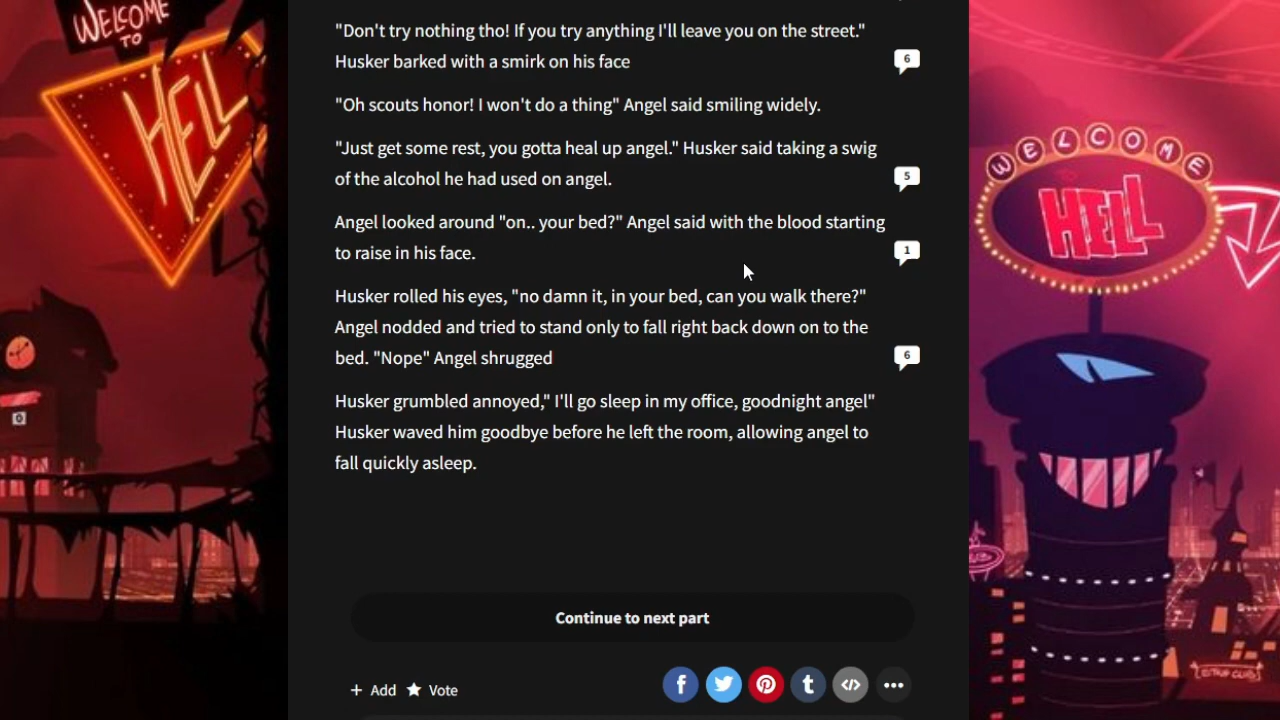 WELCOME
TO
HELL
"Don't try nothing tho! If you try anything I'll leave you on the street."
Husker barked with a smirk on his face
6
"Oh scouts honor! I won't do a thing" Angel said smiling widely.
"Just get some rest, you gotta heal up angel." Husker said taking a swig
of the alcohol he had used on angel.
5
Angel looked around "on.. your bed?" Angel said with the blood starting
to raise in his face.
1
Husker rolled his eyes, "no damn it, in your bed, can you walk there?"
Angel nodded and tried to stand only to fall right back down on to the
bed. "Nope" Angel shrugged
6
Husker grumbled annoyed," I'll go sleep in my office, goodnight angel"
Husker waved him goodbye before he left the room, allowing angel to
fall quickly asleep.
Continue to next part
+ Add ★ Vote
WELCOME
HELL